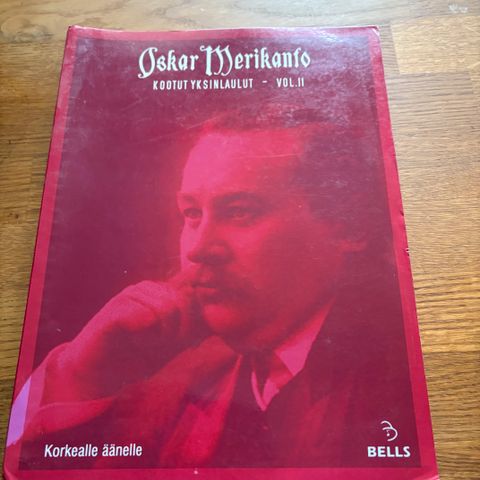 Oskar Merikanto
KOOTUT YKSINLAULUT - VOL.II
Korkealle äänelle
BELLS